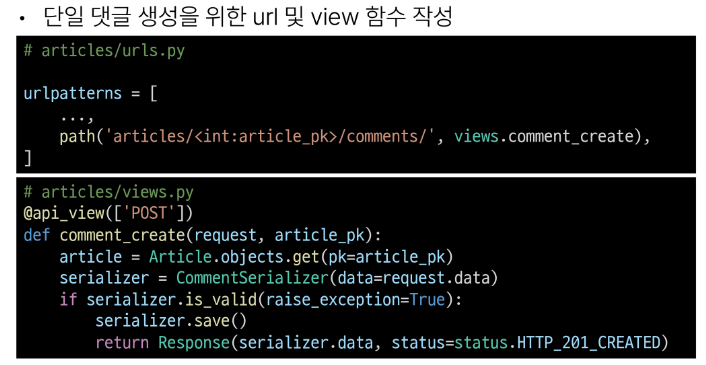 • 단일 댓글 생성을 위한 url 및 view 함수 작성
# articles/urls.py
urlpatterns = [
    ...,
    path('articles/<int:article_pk>/comments/', views.comment_create),
]
# articles/views.py
@api_view(['POST'])
def comment_create(request, article_pk):
    article = Article.objects.get(pk=article_pk)
    serializer = CommentSerializer(data=request.data)
    if serializer.is_valid(raise_exception=True):
        serializer.save()
        return Response(serializer.data, status=status.HTTP_201_CREATED)